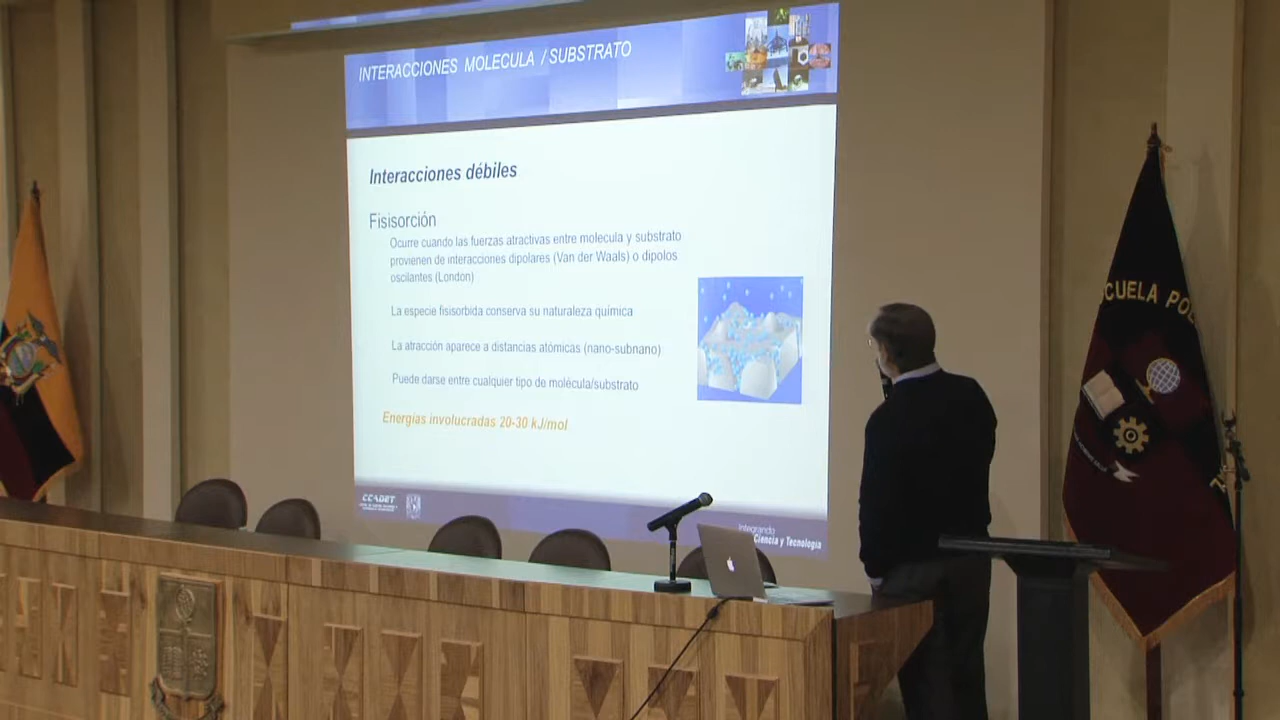 INTERACCIONES MOLECULA / SUBSTRATO
Interacciones débiles
Fisisorción
Ocurre cuando las fuerzas atractivas entre molecula y substrato
provienen de interacciones dipolares (Van der Waals) o dipolos
oscilantes (London)
La especie fisisorbida conserva su naturaleza química
La atracción aparece a distancias atómicas (nano-subnano)
Puede darse entre cualquier tipo de molécula/substrato
Energías involucradas 20-30 kJ/mol
CCADET
Integrando
Ciencia y Tecnología
CUELA PO